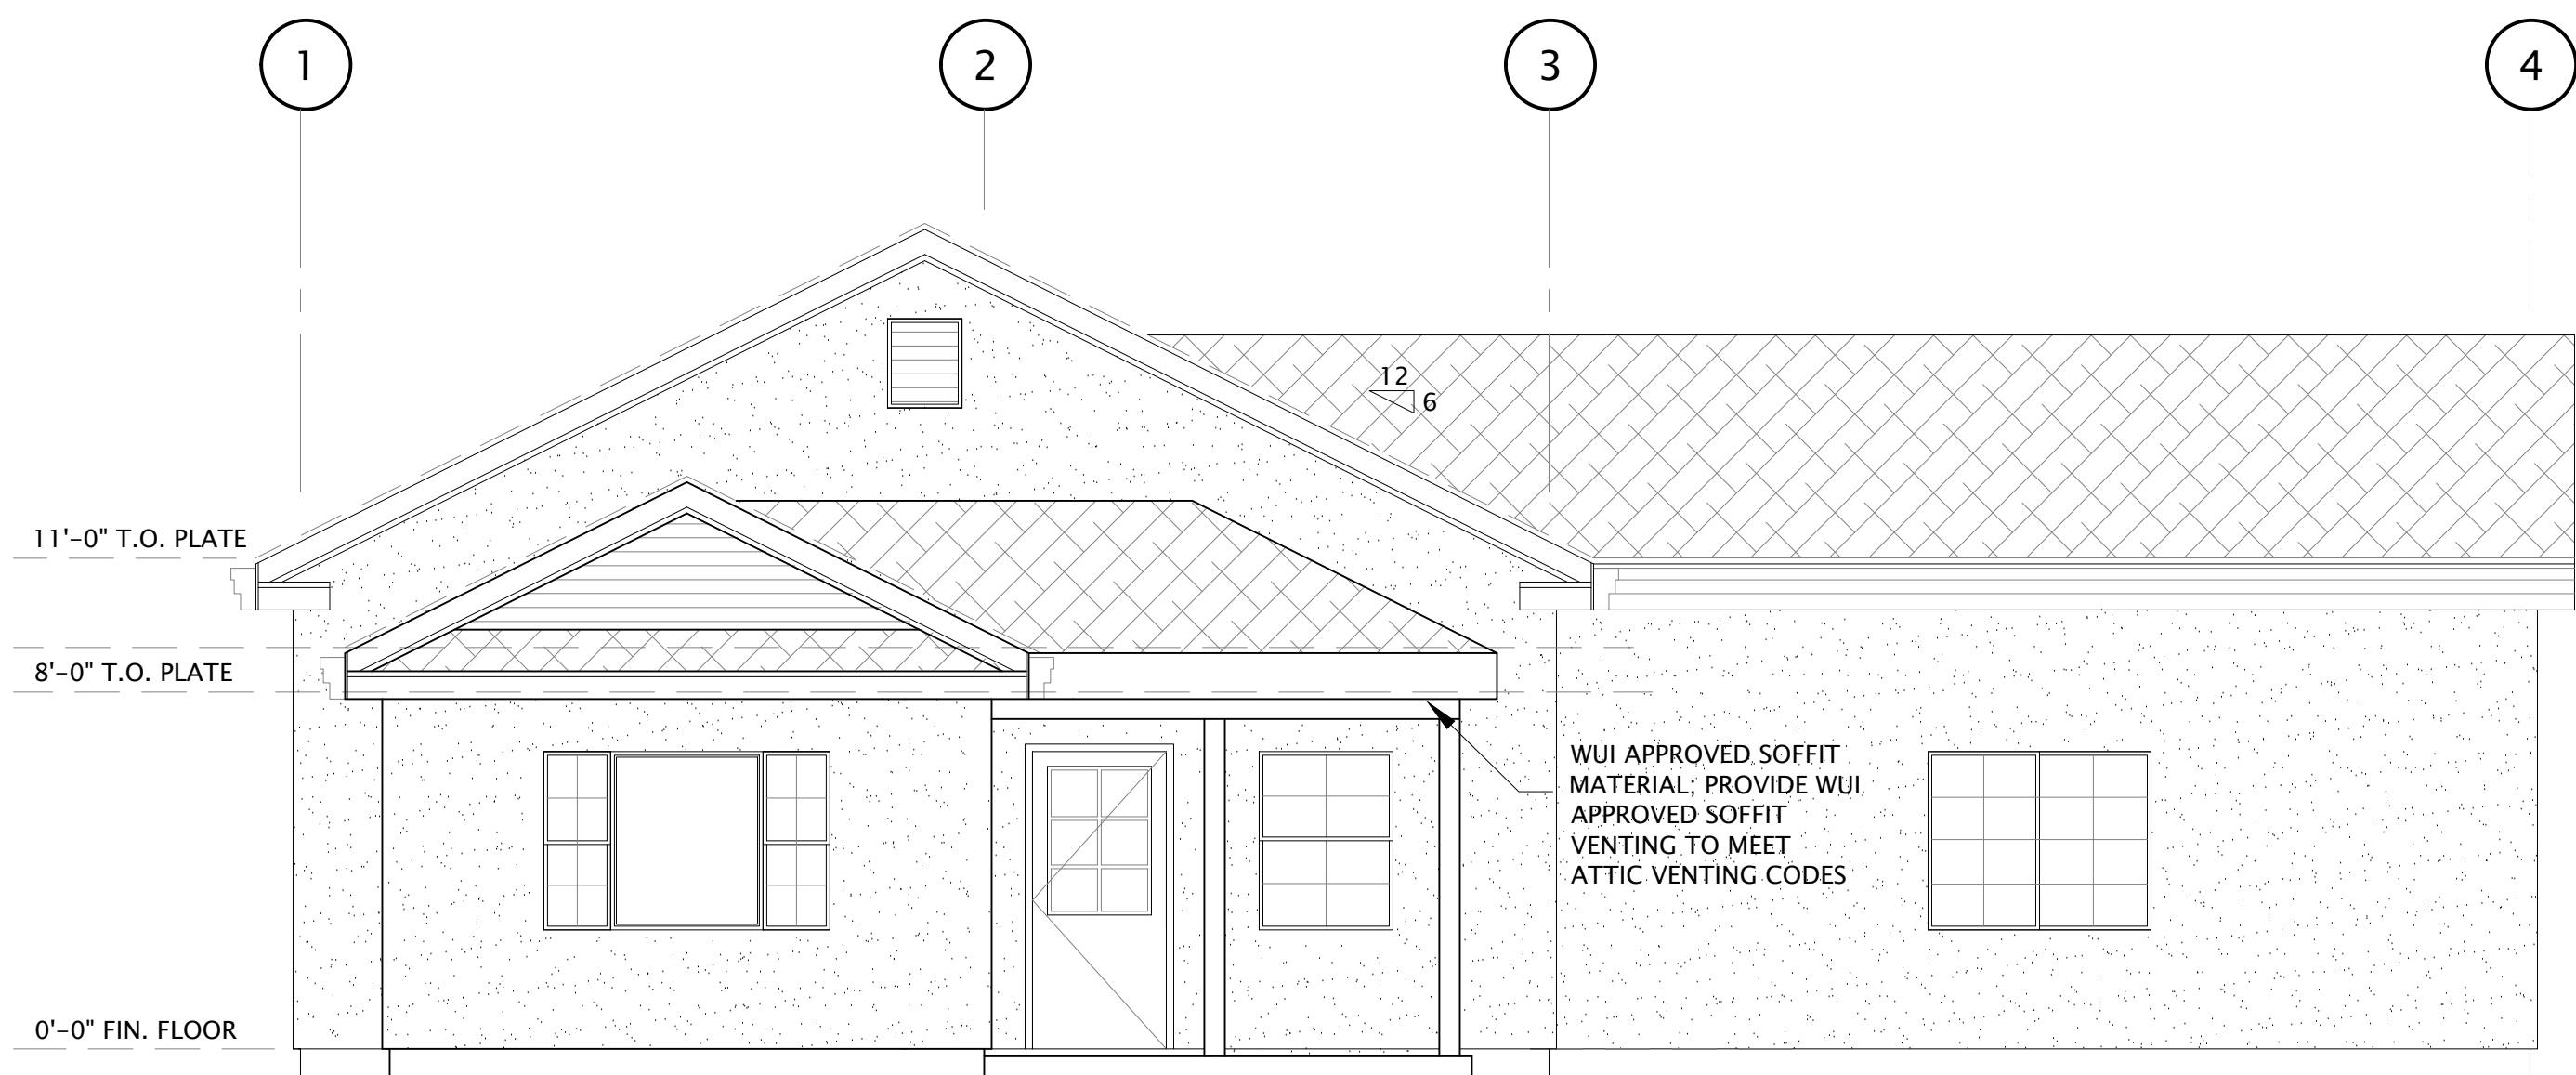 1
2
3
4
12
6
11'-0" T.O. PLATE
8'-0" T.O. PLATE
WUI APPROVED SOFFIT
MATERIAL; PROVIDE WUI
APPROVED SOFFIT
VENTING TO MEET
ATTIC VENTING CODES
0'-0" FIN. FLOOR